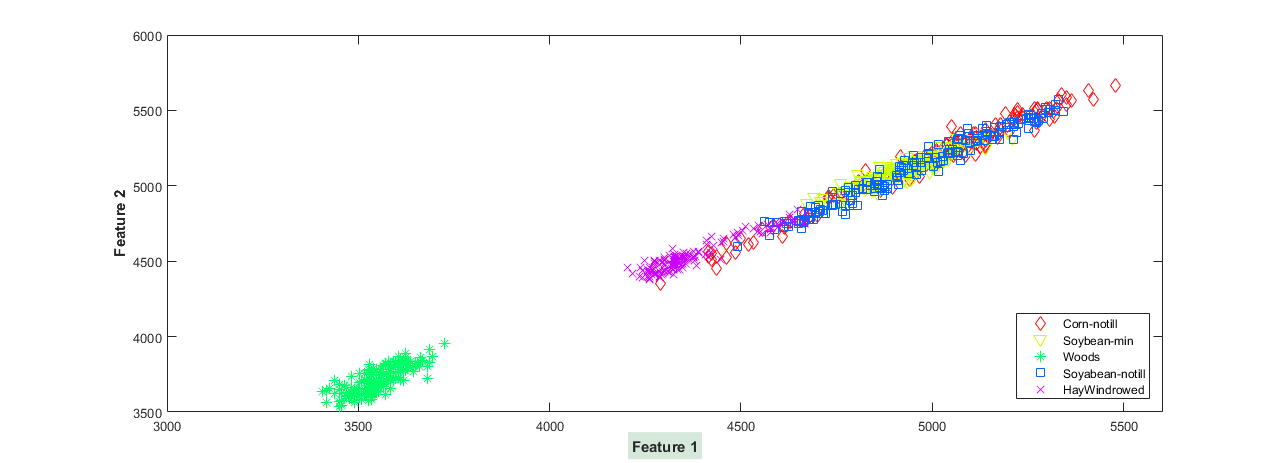 6000
5500
5000
4500
4000
3500
Feature 2
3000 3500 4000 4500 5000 5500
Feature 1
Corn-notill
Soybean-min
Woods
Soyabean-notill
HayWindrowed